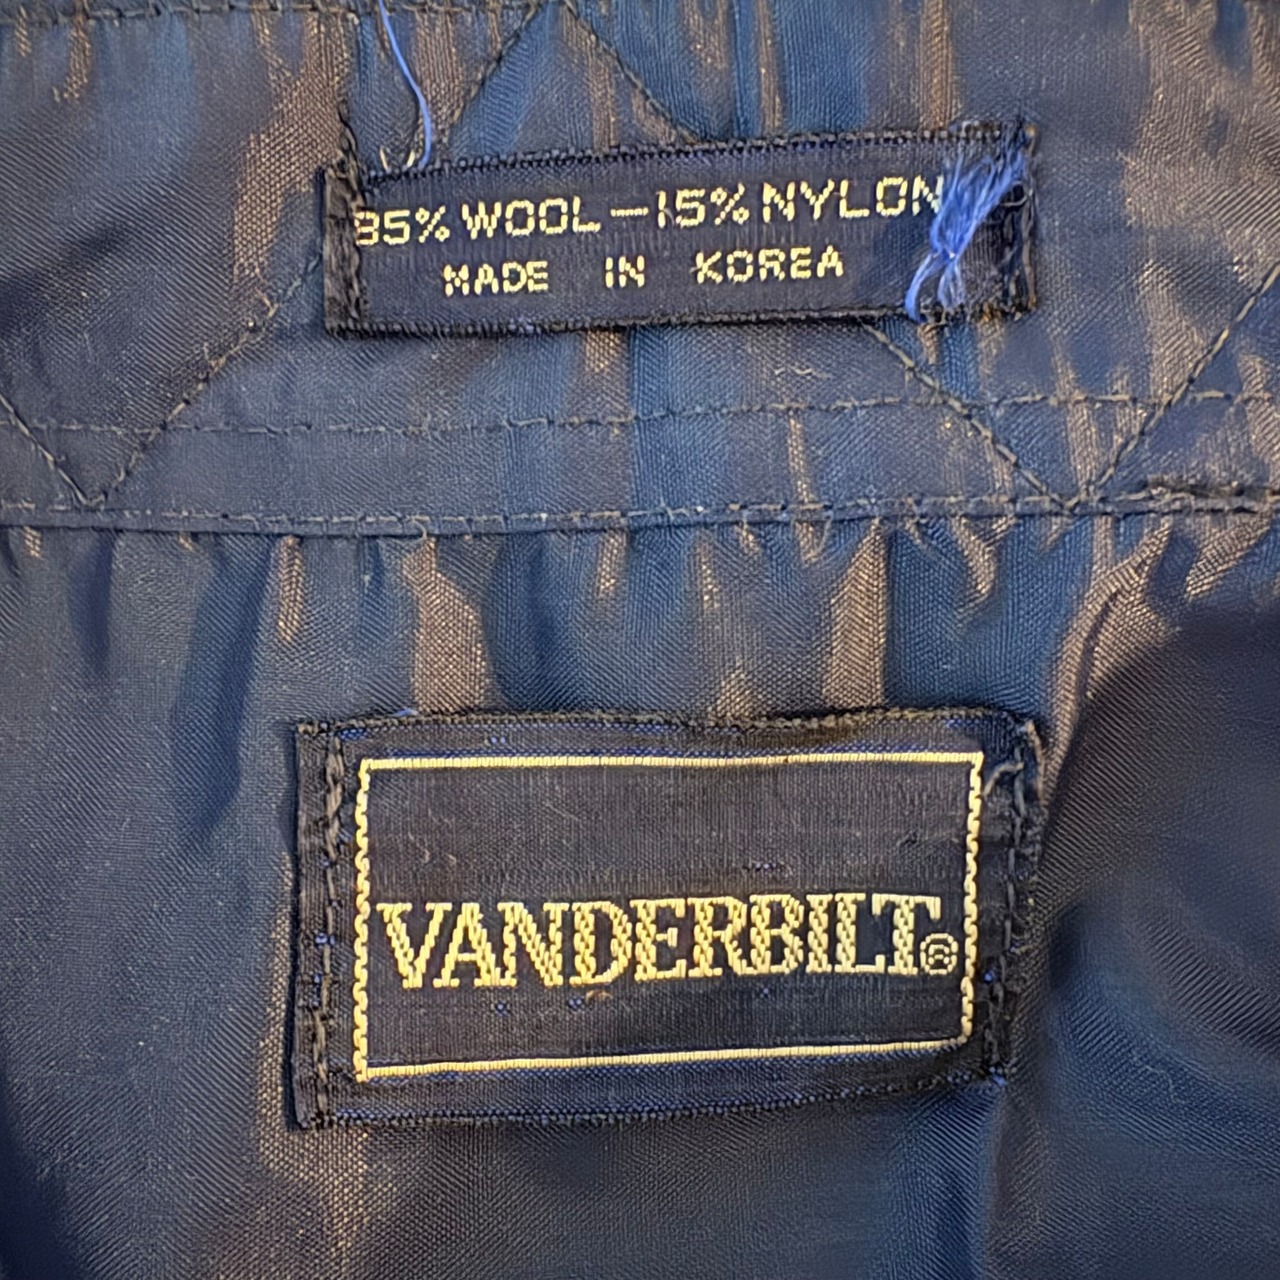 85% WOOL – 15% NYLON
MADE IN KOREA
VANDERBILT®